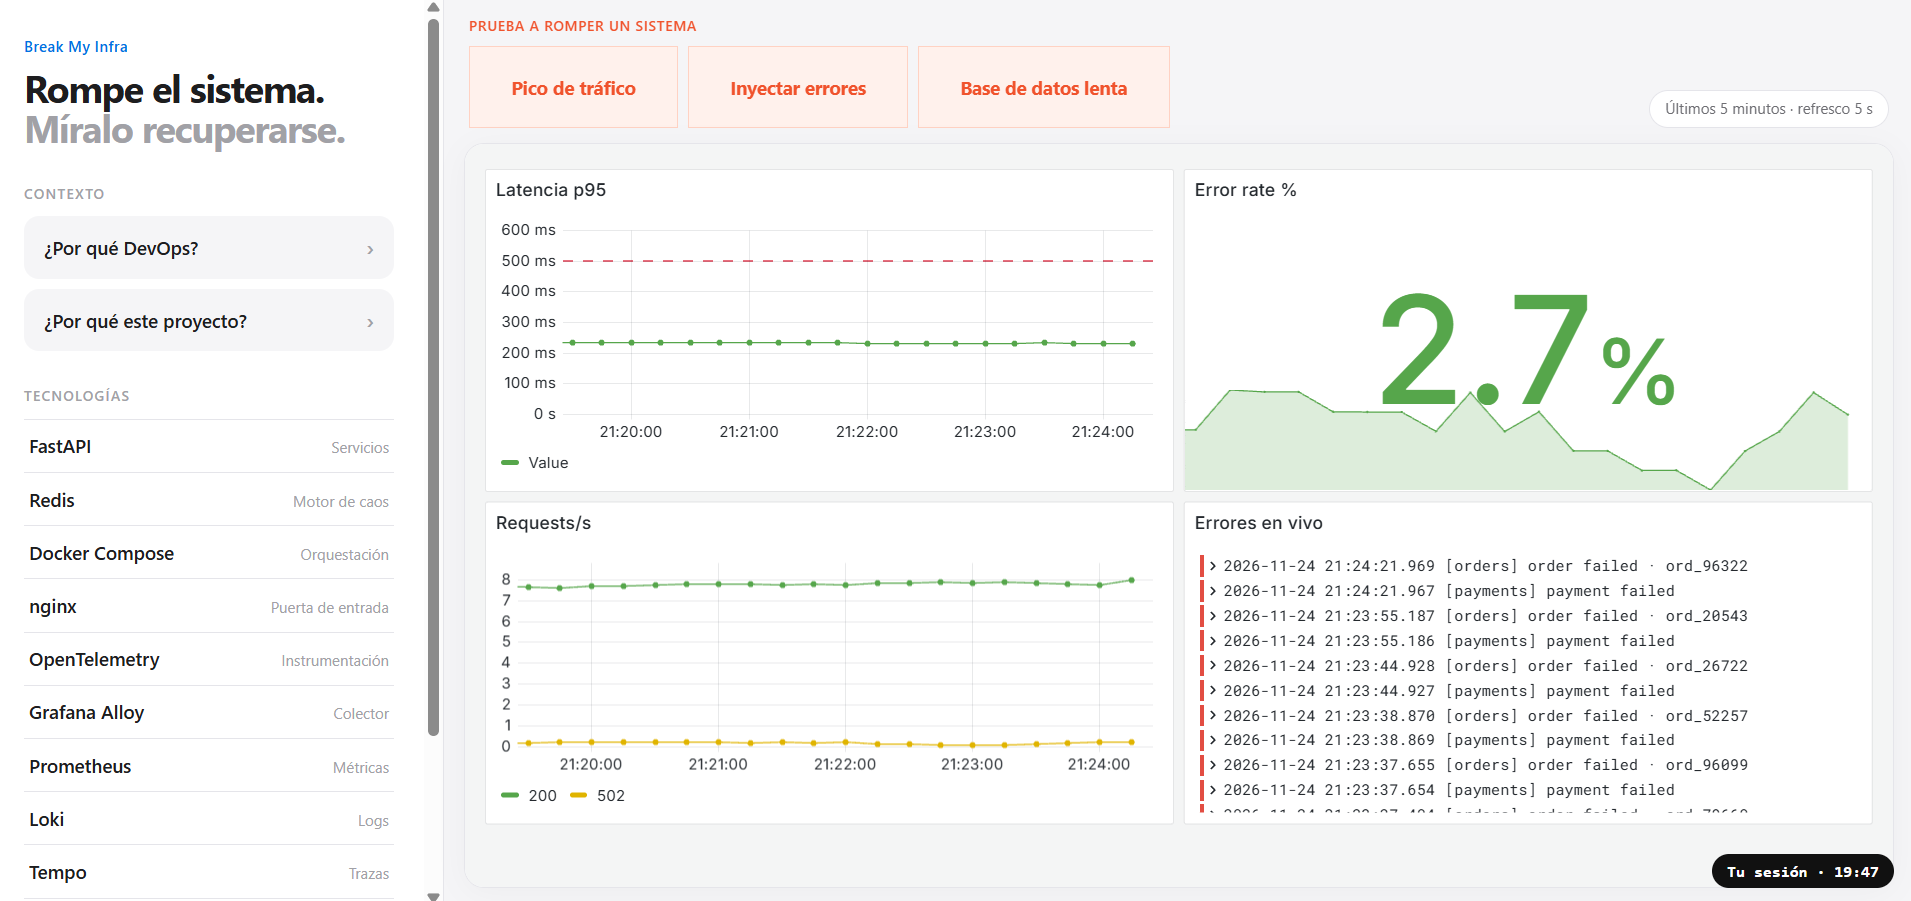 Break My Infra
Rompe el sistema.
Míralo recuperarse.
CONTEXTO
¿Por qué DevOps? ›
¿Por qué este proyecto? ›
TECNOLOGÍAS
FastAPI Servicios
Redis Motor de caos
Docker Compose Orquestación
nginx Puerta de entrada
OpenTelemetry Instrumentación
Grafana Alloy Colector
Prometheus Métricas
Loki Logs
Tempo Trazas
PRUEBA A ROMPER UN SISTEMA
Pico de tráfico
Inyectar errores
Base de datos lenta
Últimos 5 minutos · refresco 5 s
Latencia p95
600 ms
500 ms
400 ms
300 ms
200 ms
100 ms
0 s
21:20:00 21:21:00 21:22:00 21:23:00 21:24:00
Value
Error rate %
2.7%
Requests/s
8
7
6
5
4
3
2
1
0
21:20:00 21:21:00 21:22:00 21:23:00 21:24:00
200 502
Errores en vivo
> 2026-11-24 21:24:21.969 [orders] order failed · ord_96322
> 2026-11-24 21:24:21.967 [payments] payment failed
> 2026-11-24 21:23:55.187 [orders] order failed · ord_20543
> 2026-11-24 21:23:55.186 [payments] payment failed
> 2026-11-24 21:23:44.928 [orders] order failed · ord_26722
> 2026-11-24 21:23:44.927 [payments] payment failed
> 2026-11-24 21:23:38.870 [orders] order failed · ord_52257
> 2026-11-24 21:23:38.869 [payments] payment failed
> 2026-11-24 21:23:37.655 [orders] order failed · ord_96099
> 2026-11-24 21:23:37.654 [payments] payment failed
Tu sesión · 19:47